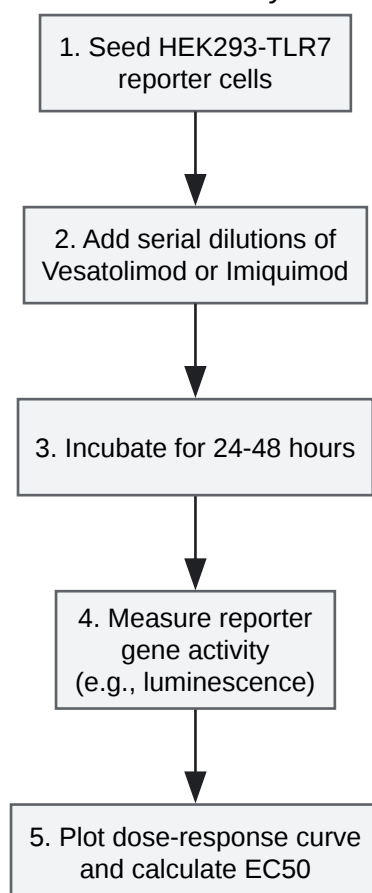 1. Seed HEK293-TLR7
reporter cells
2. Add serial dilutions of
Vesatolimod or Imiquimod
3. Incubate for 24-48 hours
4. Measure reporter
gene activity
(e.g., luminescence)
5. Plot dose-response curve
and calculate EC50